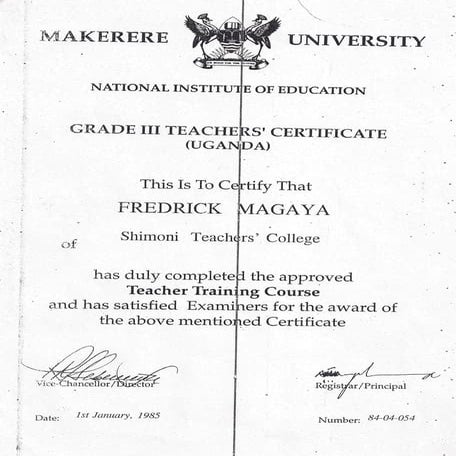 MAKERERE UNIVERSITY
NATIONAL INSTITUTE OF EDUCATION
GRADE III TEACHERS' CERTIFICATE
(UGANDA)
This Is To Certify That
FREDRICK MAGAYA
of Shimoni Teachers' College
has duly completed the approved
Teacher Training Course
and has satisfied Examiners for the award of
the above mentioned Certificate
Vice-Chancellor/Director Registrar/Principal
Date: 1st January, 1985 Number: 84-04-054